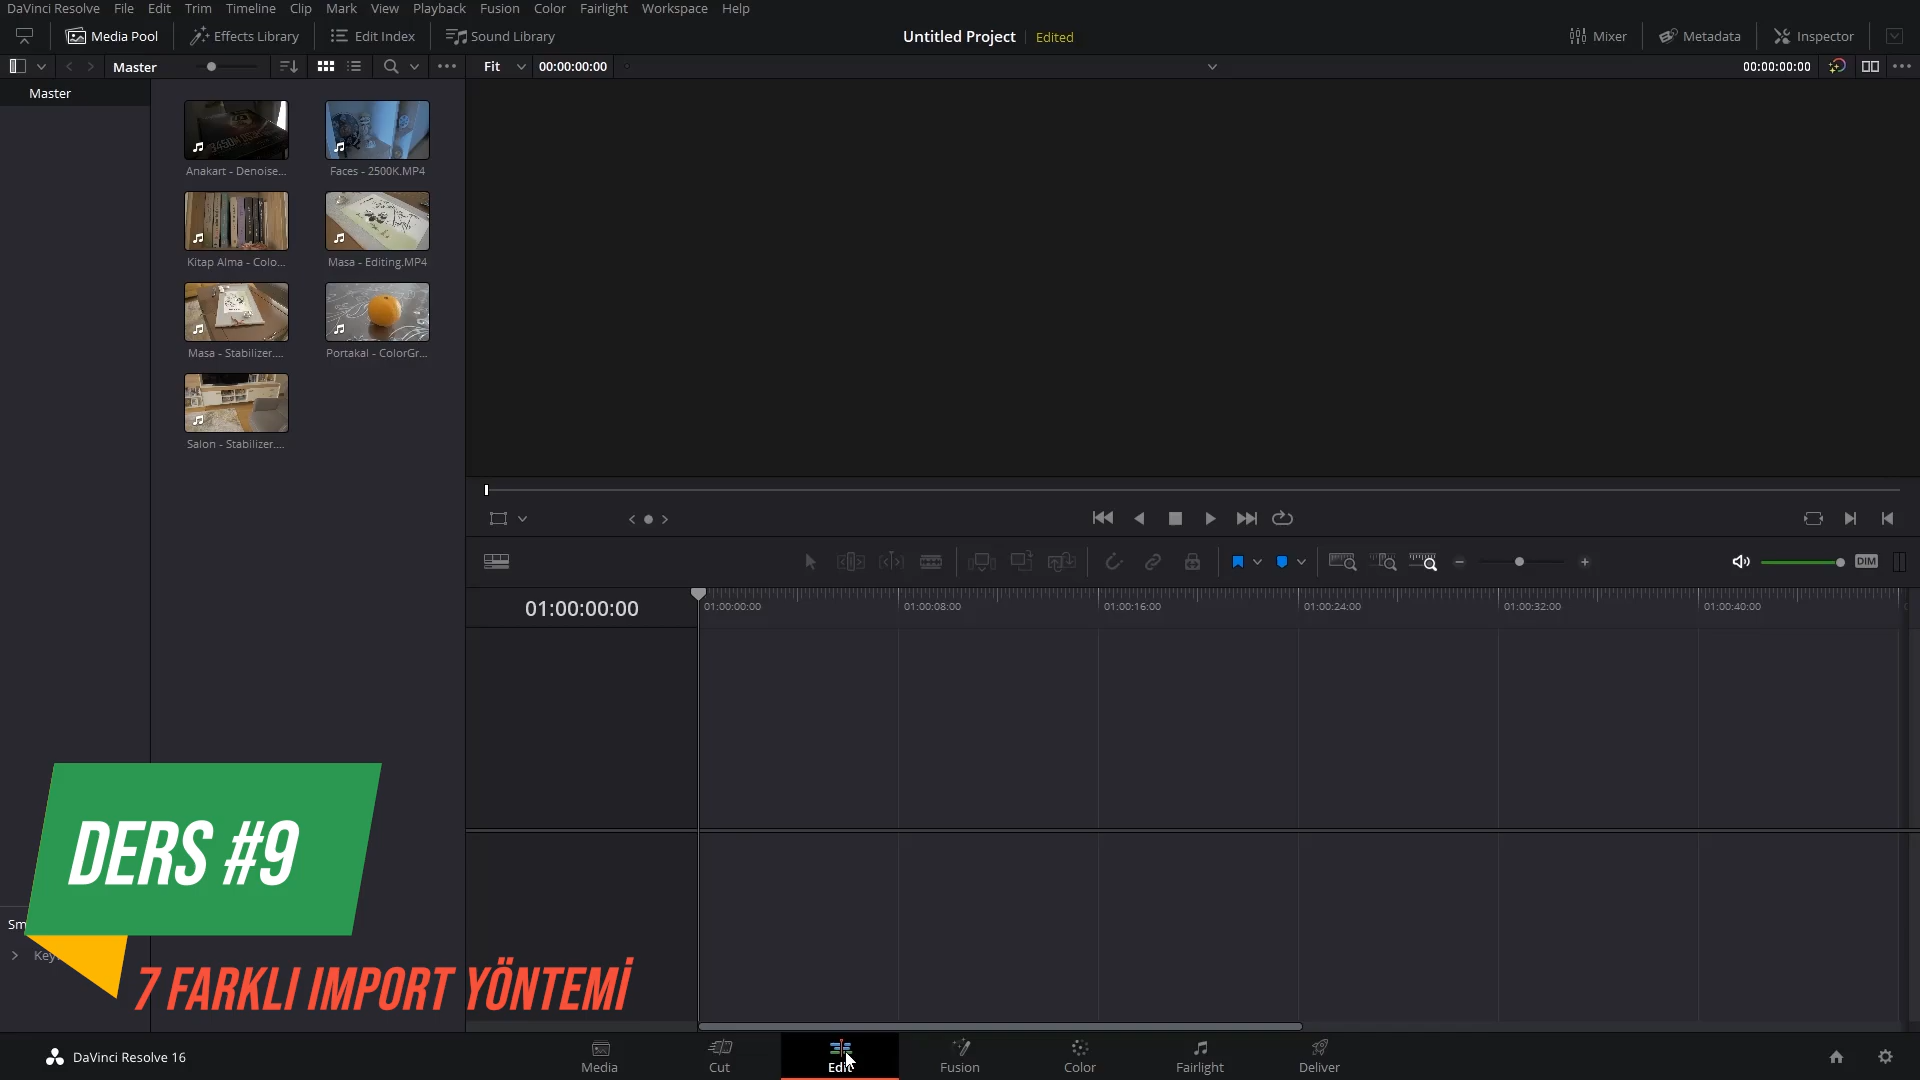 DaVinci Resolve File Edit Trim Timeline Clip Mark View Playback Fusion Color Fairlight Workspace Help
Media Pool Effects Library Edit Index Sound Library Untitled Project Edited Mixer Metadata Inspector
Master Fit 00:00:00:00 00:00:00:00
Master
Anakart - Denoise... Faces - 2500K.MP4
Kitap Alma - Colo... Masa - Editing.MP4
Masa - Stabilizer.... Portakal - ColorGr...
Salon - Stabilizer....
DIM
01:00:00:00 01:00:00:00 01:00:08:00 01:00:16:00 01:00:24:00 01:00:32:00 01:00:40:00
DERS #9
7 FARKLI IMPORT YÖNTEMİ
DaVinci Resolve 16 Media Cut Edit Fusion Color Fairlight Deliver